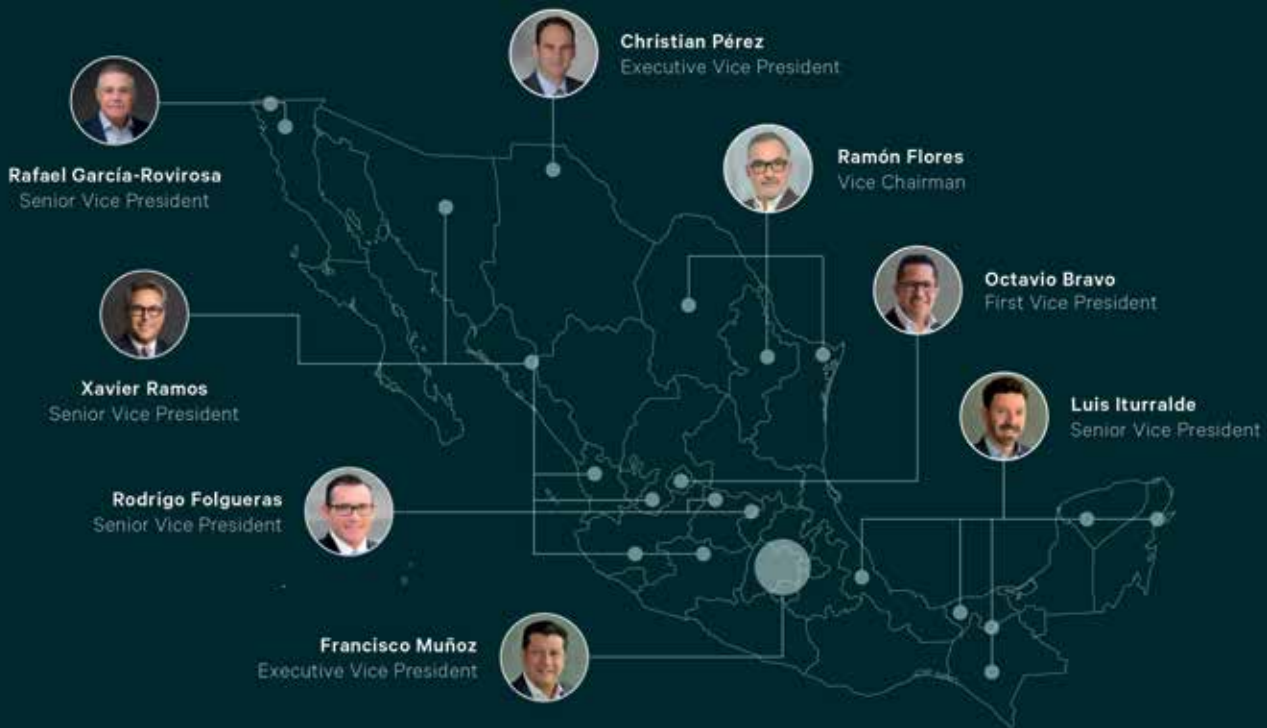 Christian Pérez
Executive Vice President
Rafael García-Rovirosa
Senior Vice President
Ramón Flores
Vice Chairman
Octavio Bravo
First Vice President
Xavier Ramos
Senior Vice President
Luis Iturralde
Senior Vice President
Rodrigo Folgueras
Senior Vice President
Francisco Muñoz
Executive Vice President